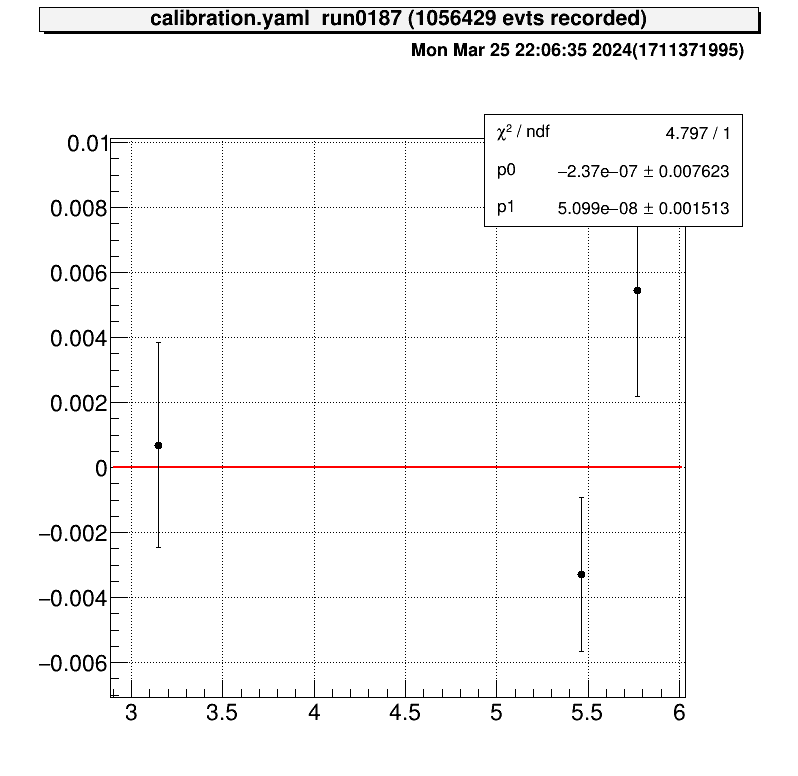 calibration.yaml run0187 (1056429 evts recorded)
Mon Mar 25 22:06:35 2024(1711371995)
χ² / ndf 4.797 / 1
p0 −2.37e−07 ± 0.007623
p1 5.099e−08 ± 0.001513
0.01
0.008
0.006
0.004
0.002
0
−0.002
−0.004
−0.006
3 3.5 4 4.5 5 5.5 6